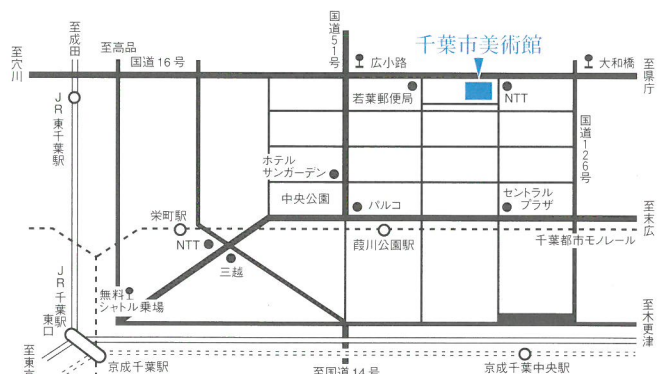 至成田
至高品
国道16号
国道51号
千葉市美術館
広小路
大和橋
至穴川
至県庁
JR東千葉駅
若葉郵便局
NTT
国道126号
ホテル
サンガーデン
中央公園
パルコ
セントラル
プラザ
至末広
栄町駅
NTT
三越
葭川公園駅
千葉都市モノレール
無料
シャトル乗場
JR千葉駅
東口
至木更津
至東京
京成千葉駅
至国道14号
京成千葉中央駅